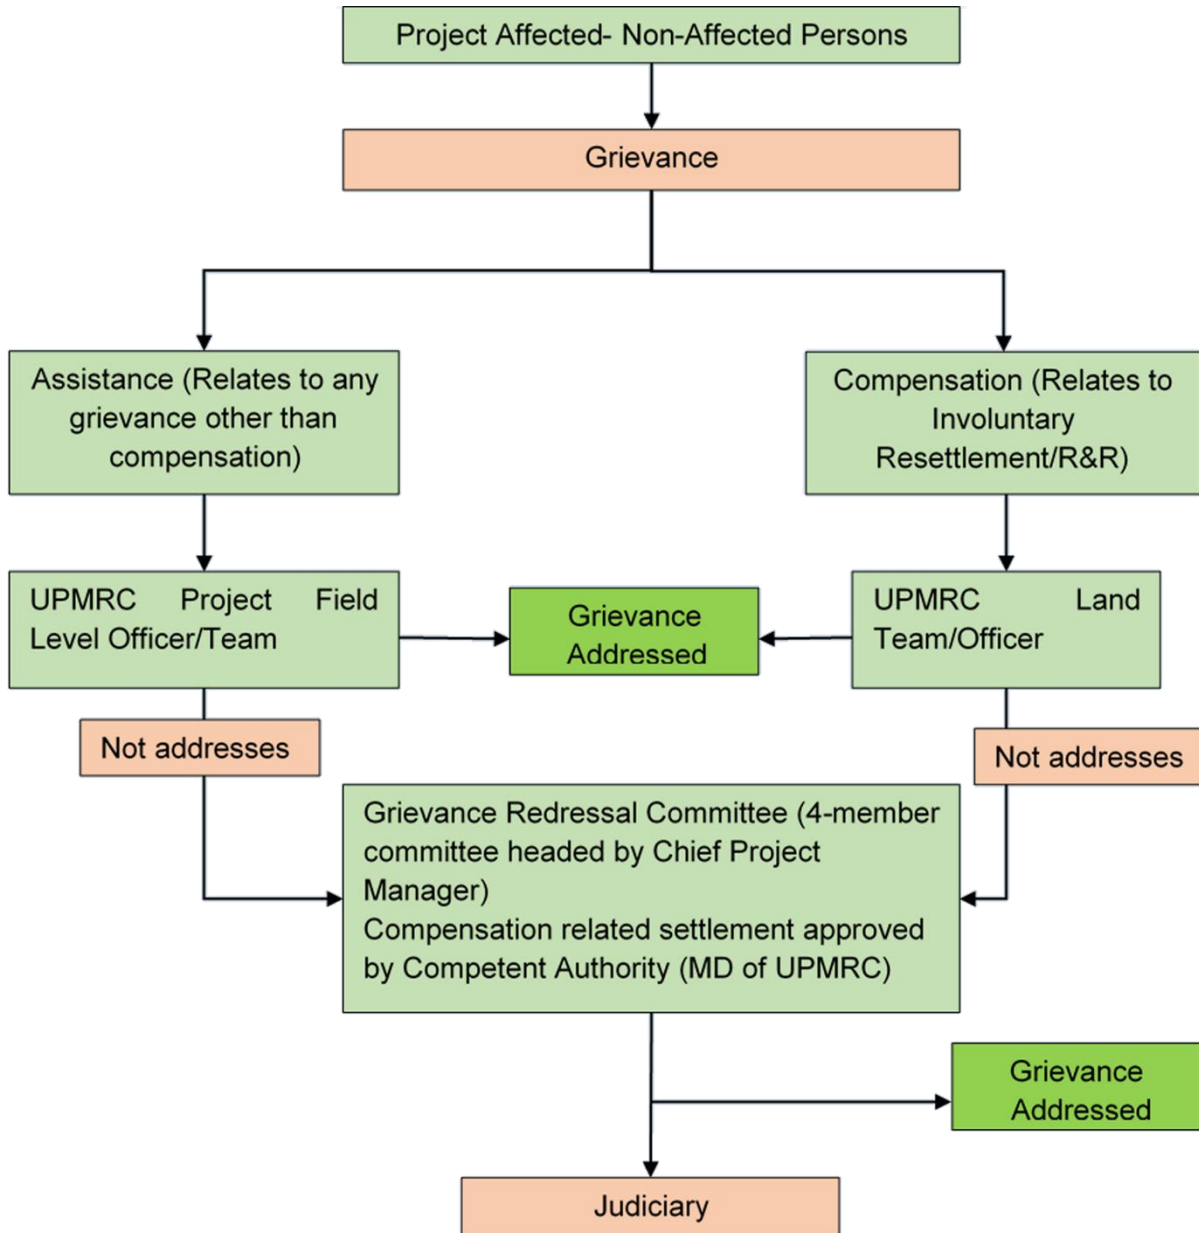 Project Affected- Non-Affected Persons
Grievance
Assistance (Relates to any
grievance other than
compensation)
Compensation (Relates to
Involuntary
Resettlement/R&R)
UPMRC Project Field
Level Officer/Team
Grievance
Addressed
UPMRC Land
Team/Officer
Not addresses
Not addresses
Grievance Redressal Committee (4-member
committee headed by Chief Project
Manager)
Compensation related settlement approved
by Competent Authority (MD of UPMRC)
Grievance
Addressed
Judiciary